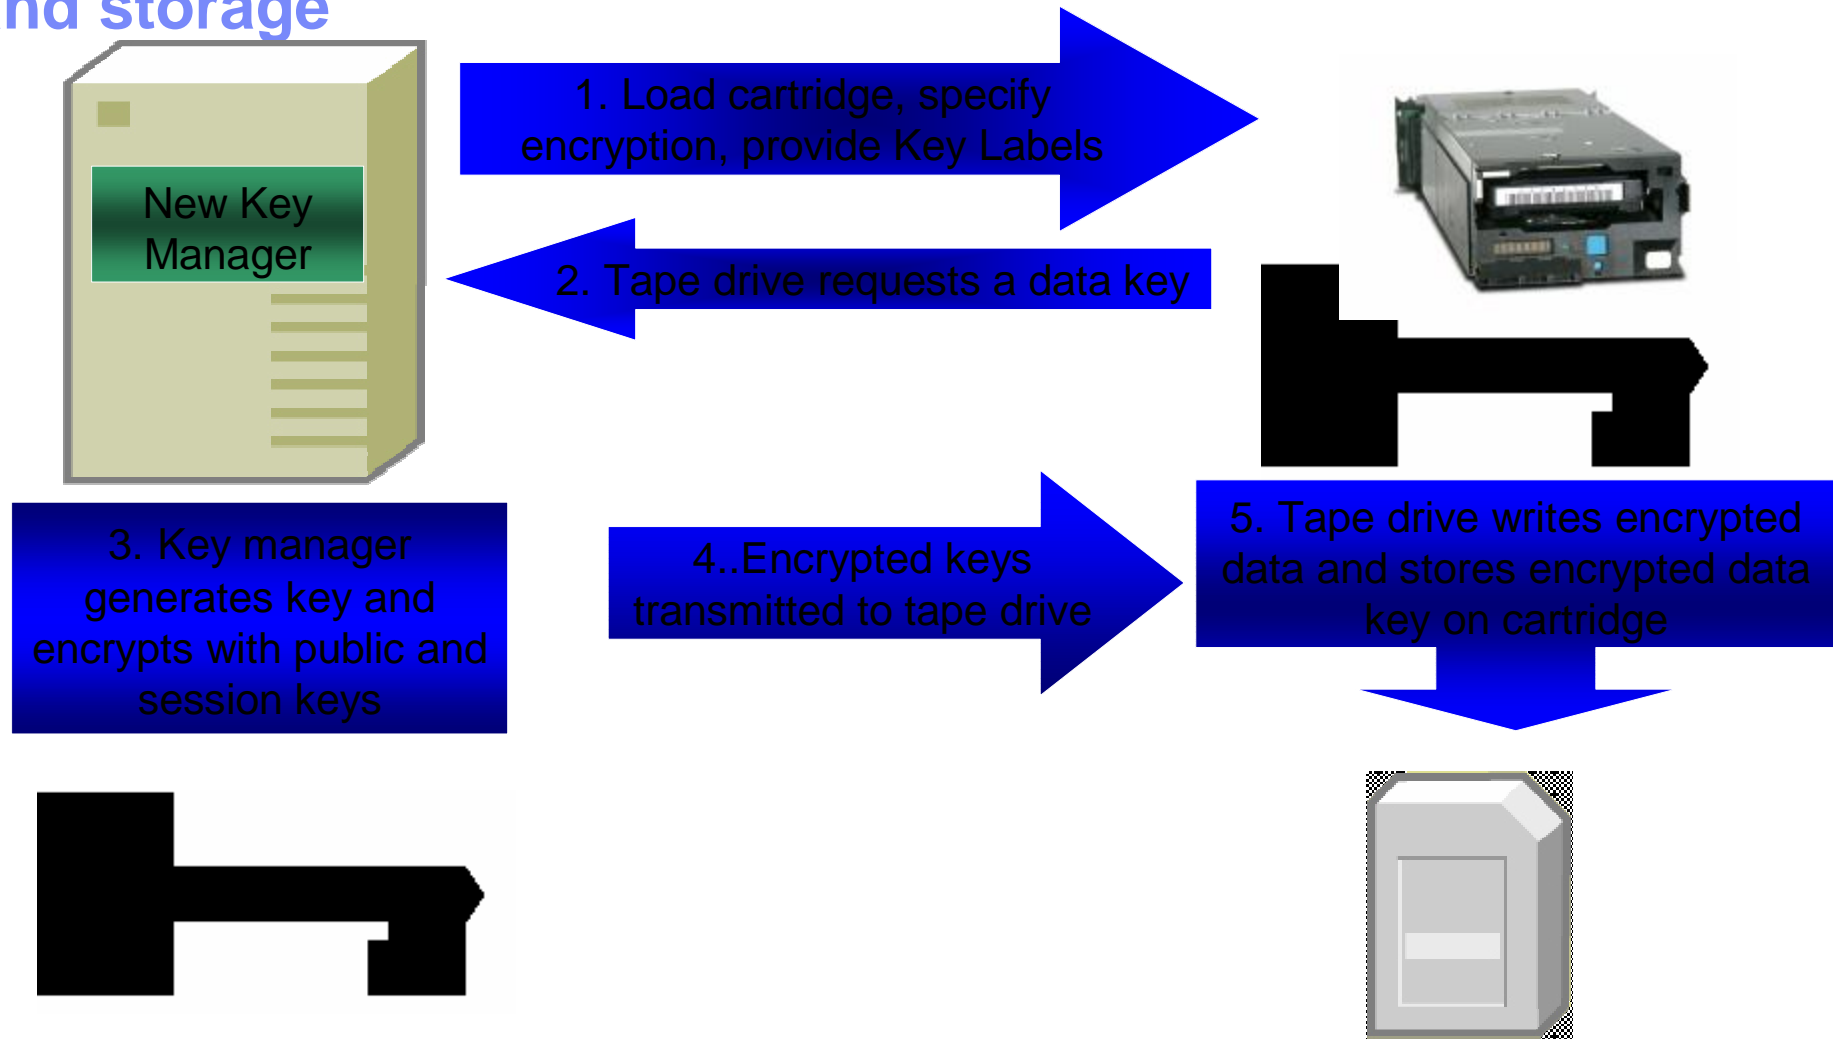 and storage
1. Load cartridge, specify
encryption, provide Key Labels
New Key
Manager
2. Tape drive requests a data key
3. Key manager
generates key and
encrypts with public and
session keys
4..Encrypted keys
transmitted to tape drive
5. Tape drive writes encrypted
data and stores encrypted data
key on cartridge